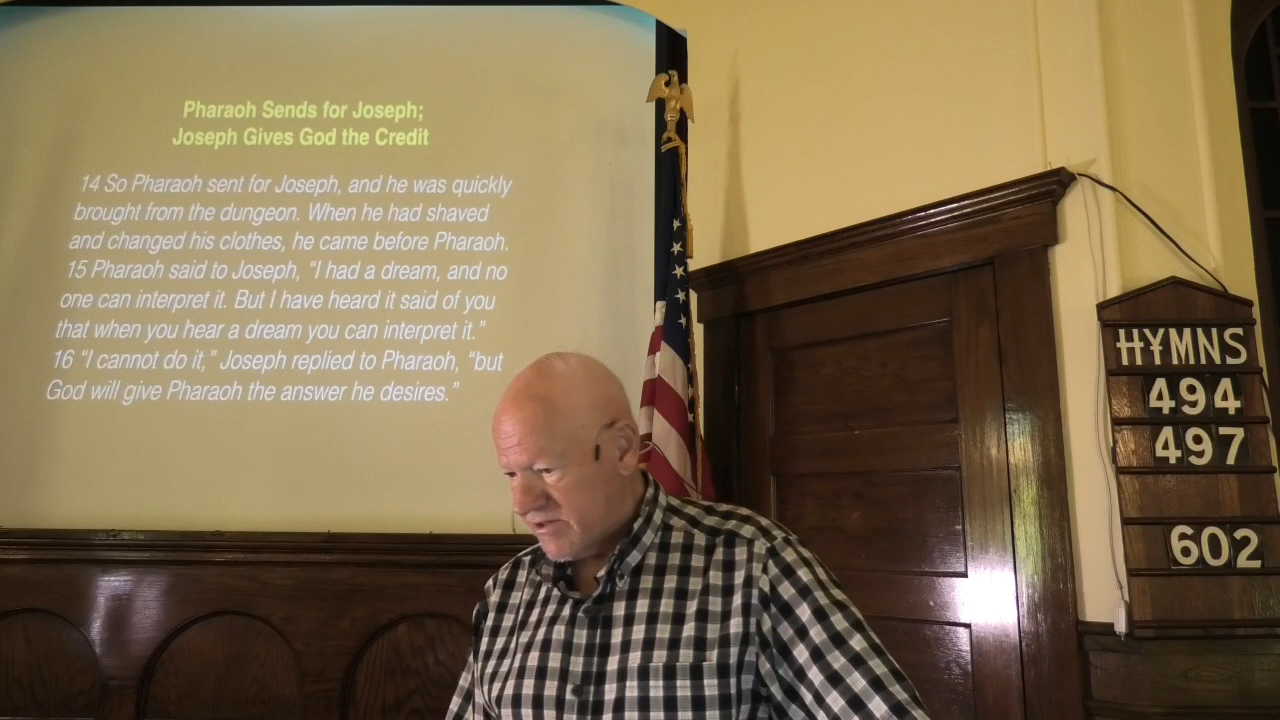 Pharaoh Sends for Joseph;
Joseph Gives God the Credit
14 So Pharaoh sent for Joseph, and he was quickly
brought from the dungeon. When he had shaved
and changed his clothes, he came before Pharaoh.
15 Pharaoh said to Joseph, “I had a dream, and no
one can interpret it. But I have heard it said of you
that when you hear a dream you can interpret it.”
16 “I cannot do it,” Joseph replied to Pharaoh, “but
God will give Pharaoh the answer he desires.”
HYMNS
494
497
602